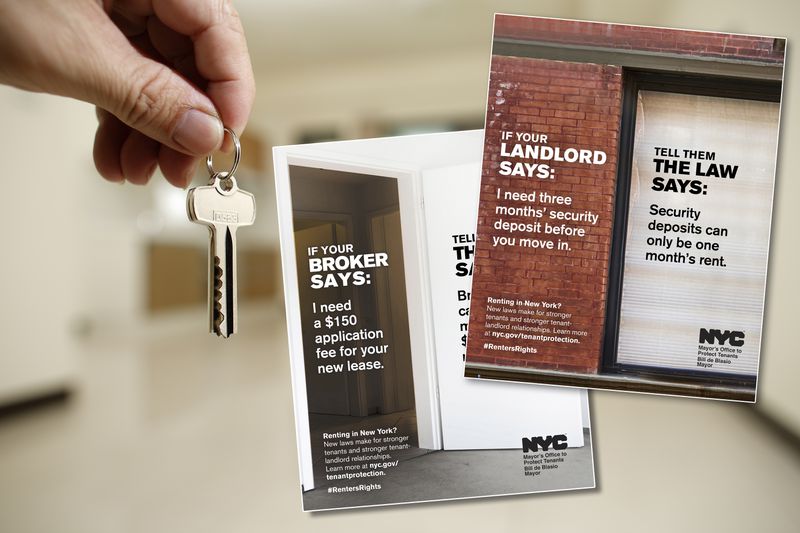 IF YOUR
BROKER
SAYS:
I need
a $150
application
fee for your
new lease.
Renting in New York?
New laws make for stronger
tenants and stronger tenant-
landlord relationships.
Learn more at nyc.gov/
tenantprotection.
#RentersRights
NYC
Mayor's Office to
Protect Tenants
Bill de Blasio
Mayor
IF YOUR
LANDLORD
SAYS:
I need three
months' security
deposit before
you move in.
Renting in New York?
New laws make for stronger
tenants and stronger tenant-
landlord relationships. Learn more
at nyc.gov/tenantprotection.
#RentersRights
TELL THEM
THE LAW
SAYS:
Security
deposits can
only be one
month's rent.
NYC
Mayor's Office to
Protect Tenants
Bill de Blasio
Mayor